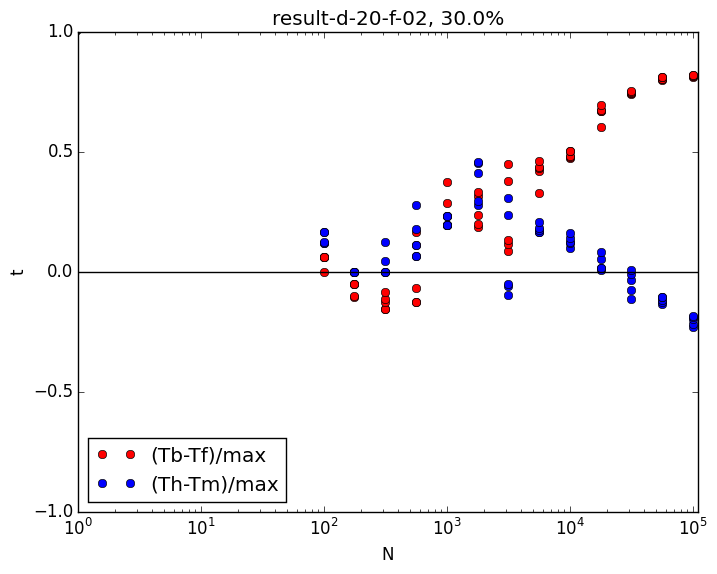 result-d-20-f-02, 30.0%
1.0
0.5
0.0
−0.5
−1.0
t
(Tb-Tf)/max
(Th-Tm)/max
10^0
10^1
10^2
10^3
10^4
10^5
N